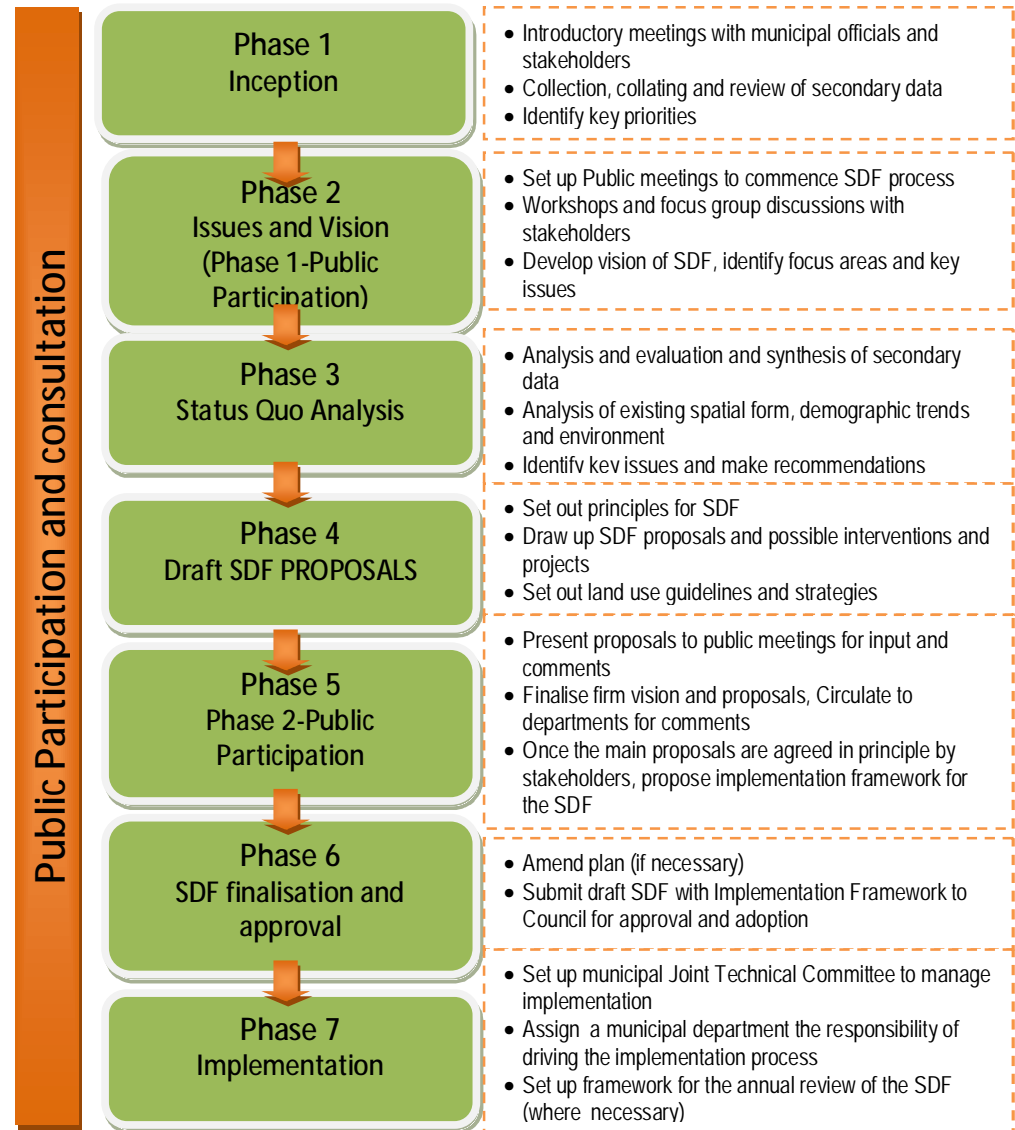 Public Participation and consultation
Phase 1
Inception
• Introductory meetings with municipal officials and
stakeholders
• Collection, collating and review of secondary data
• Identify key priorities
Phase 2
Issues and Vision
(Phase 1-Public
Participation)
• Set up Public meetings to commence SDF process
• Workshops and focus group discussions with
stakeholders
• Develop vision of SDF, identify focus areas and key
issues
Phase 3
Status Quo Analysis
• Analysis and evaluation and synthesis of secondary
data
• Analysis of existing spatial form, demographic trends
and environment
• Identify key issues and make recommendations
Phase 4
Draft SDF PROPOSALS
• Set out principles for SDF
• Draw up SDF proposals and possible interventions and
projects
• Set out land use guidelines and strategies
Phase 5
Phase 2-Public
Participation
• Present proposals to public meetings for input and
comments
• Finalise firm vision and proposals, Circulate to
departments for comments
• Once the main proposals are agreed in principle by
stakeholders, propose implementation framework for
the SDF
Phase 6
SDF finalisation and
approval
• Amend plan (if necessary)
• Submit draft SDF with Implementation Framework to
Council for approval and adoption
Phase 7
Implementation
• Set up municipal Joint Technical Committee to manage
implementation
• Assign a municipal department the responsibility of
driving the implementation process
• Set up framework for the annual review of the SDF
(where necessary)